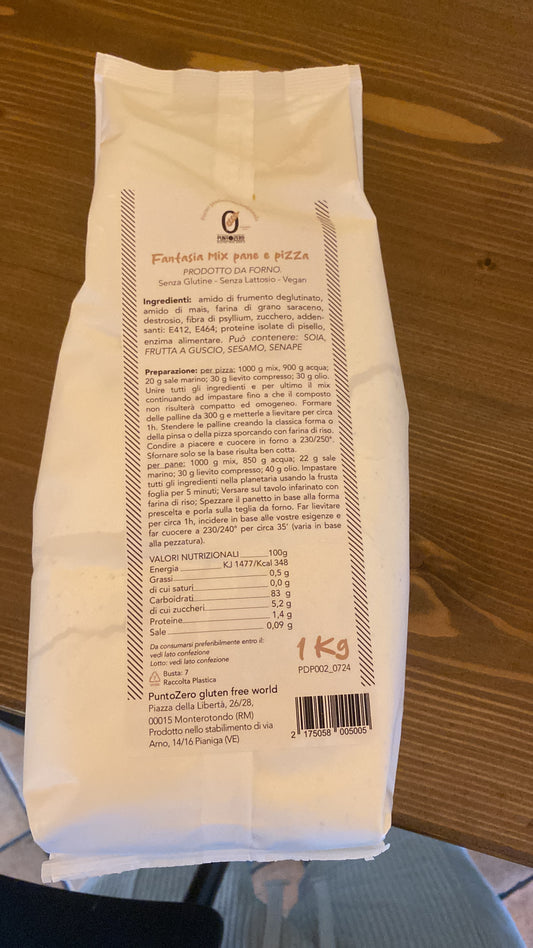 PUNTOZERO
Fantasia Mix pane e pizza
PRODOTTO DA FORNO.
Senza Glutine - Senza Lattosio - Vegan
Ingredienti: amido di frumento deglutinato,
amido di mais, farina di grano saraceno,
destrosio, fibra di psyllium, zucchero, adden-
santi: E412, E464; proteine isolate di pisello,
enzima alimentare. Può contenere: SOIA,
FRUTTA A GUSCIO, SESAMO, SENAPE
Preparazione: per pizza: 1000 g mix, 900 g acqua;
20 g sale marino; 30 g lievito compresso; 30 g olio.
Unire tutti gli ingredienti e per ultimo il mix
continuando ad impastare fino a che il composto
non risulterà compatto ed omogeneo. Formare
delle palline da 300 g e metterle a lievitare per circa
1h. Stendere le palline creando la classica forma o
della pinsa o della pizza sporcando con farina di riso.
Condire a piacere e cuocere in forno a 230/250°.
Sfornare solo se la base risulta ben cotta.
per pane: 1000 g mix, 850 g acqua; 22 g sale
marino; 30 g lievito compresso; 40 g olio. Impastare
tutti gli ingredienti nella planetaria usando la frusta
foglia per 5 minuti; Versare sul tavolo infarinato con
farina di riso; Spezzare il panetto in base alla forma
prescelta e porla sulla teglia da forno. Far lievitare
per circa 1h, incidere in base alle vostre esigenze e
far cuocere a 230/240° per circa 35' (varia in base
alla pezzatura).
VALORI NUTRIZIONALI 100g
Energia KJ 1477/Kcal 348
Grassi 0,5 g
di cui saturi 0,0 g
Carboidrati 83 g
di cui zuccheri 5,2 g
Proteine 1,4 g
Sale 0,09 g
Da consumarsi preferibilmente entro il:
vedi lato confezione
Lotto: vedi lato confezione
1 Kg
PDP002_0724
Busta: 7
Raccolta Plastica
PuntoZero gluten free world
Piazza della Libertà, 26/28,
00015 Monterotondo (RM)
Prodotto nello stabilimento di via
Arno, 14/16 Pianiga (VE)
2 175058 005005